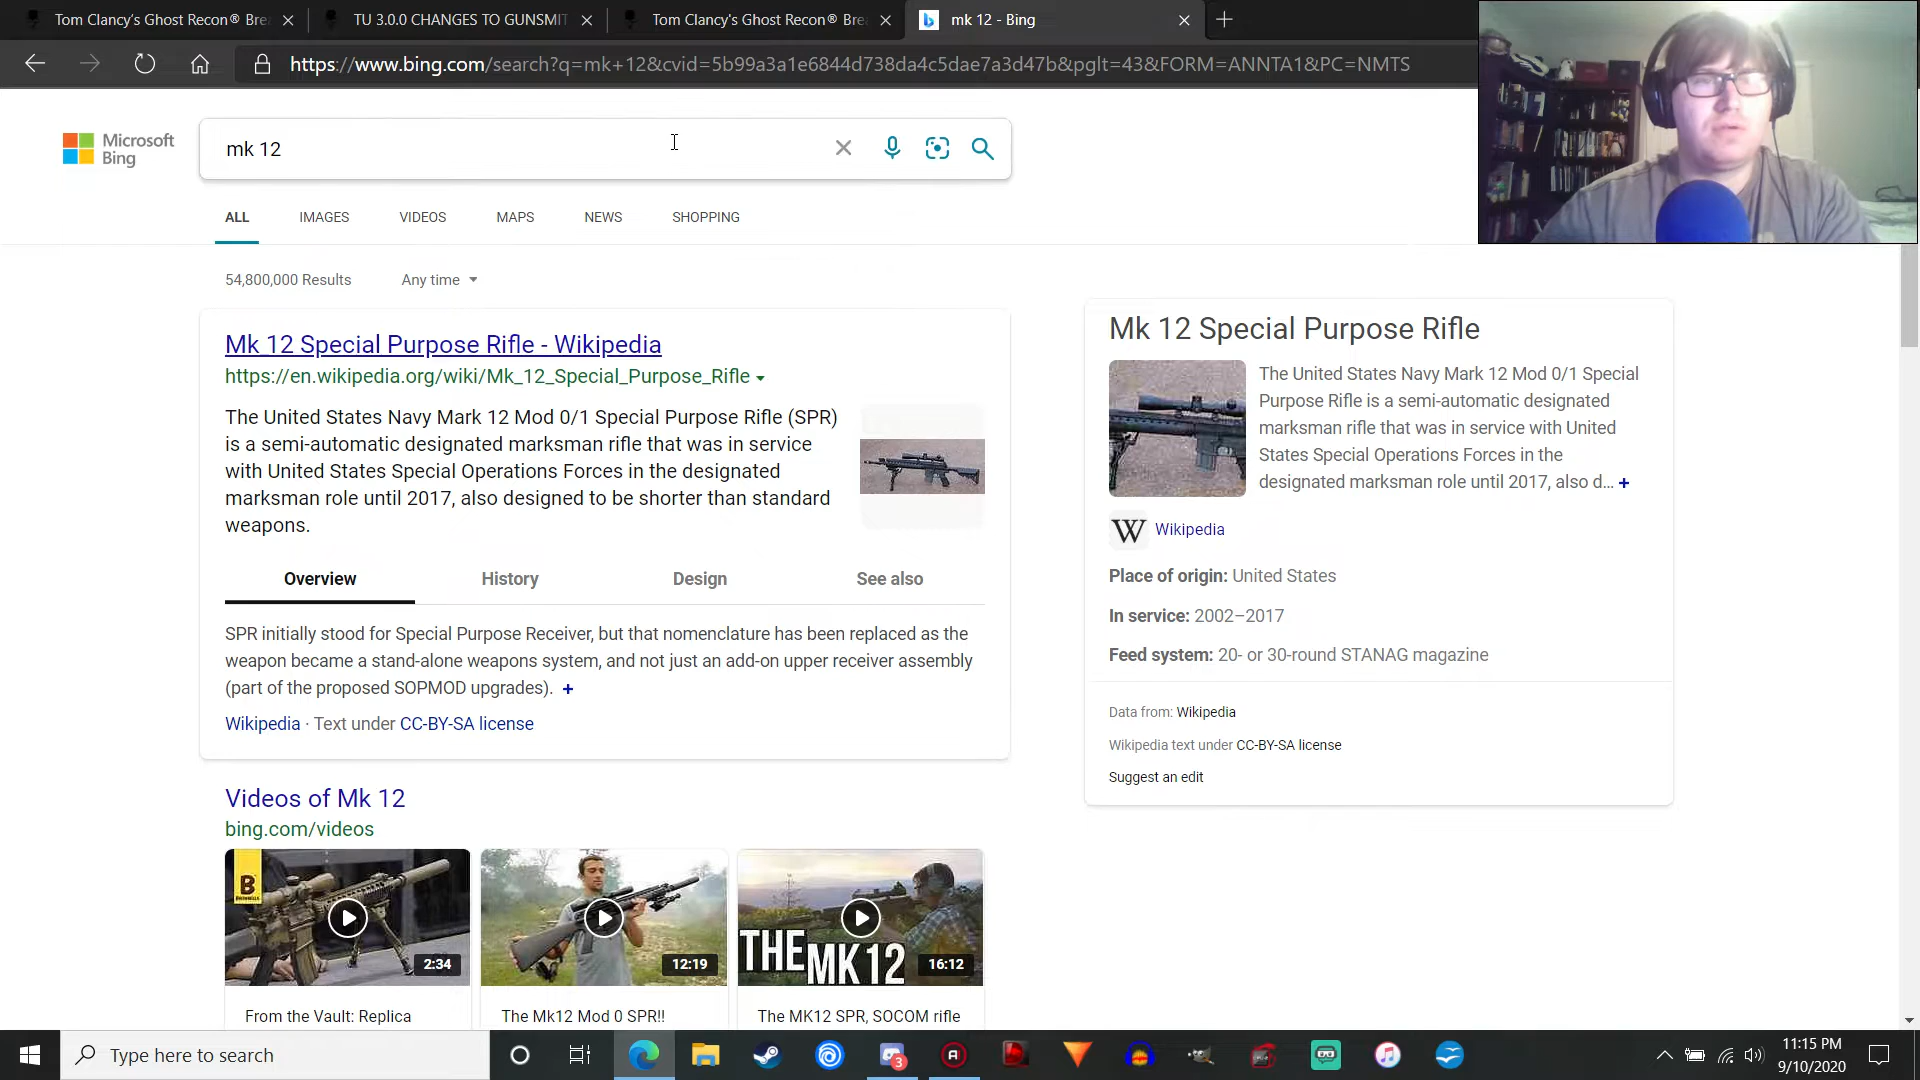 Tom Clancy's Ghost Recon® Bre
TU 3.0.0 CHANGES TO GUNSMIT
Tom Clancy's Ghost Recon® Bre
mk 12 - Bing
https://www.bing.com/search?q=mk+12&cvid=5b99a3a1e6844d738da4c5dae7a3d47b&pglt=43&FORM=ANNTA1&PC=NMTS
Microsoft
Bing
mk 12
ALL IMAGES VIDEOS MAPS NEWS SHOPPING
54,800,000 Results Any time
Mk 12 Special Purpose Rifle - Wikipedia
https://en.wikipedia.org/wiki/Mk_12_Special_Purpose_Rifle
The United States Navy Mark 12 Mod 0/1 Special Purpose Rifle (SPR)
is a semi-automatic designated marksman rifle that was in service
with United States Special Operations Forces in the designated
marksman role until 2017, also designed to be shorter than standard
weapons.
Overview History Design See also
SPR initially stood for Special Purpose Receiver, but that nomenclature has been replaced as the
weapon became a stand-alone weapons system, and not just an add-on upper receiver assembly
(part of the proposed SOPMOD upgrades). +
Wikipedia · Text under CC-BY-SA license
Mk 12 Special Purpose Rifle
The United States Navy Mark 12 Mod 0/1 Special
Purpose Rifle is a semi-automatic designated
marksman rifle that was in service with United
States Special Operations Forces in the
designated marksman role until 2017, also d... +
W Wikipedia
Place of origin: United States
In service: 2002–2017
Feed system: 20- or 30-round STANAG magazine
Data from: Wikipedia
Wikipedia text under CC-BY-SA license
Suggest an edit
Videos of Mk 12
bing.com/videos
B
BROWNELLS
2:34
12:19
THE MK12
16:12
From the Vault: Replica
The Mk12 Mod 0 SPR!!
The MK12 SPR, SOCOM rifle
Type here to search
3
11:15 PM
9/10/2020